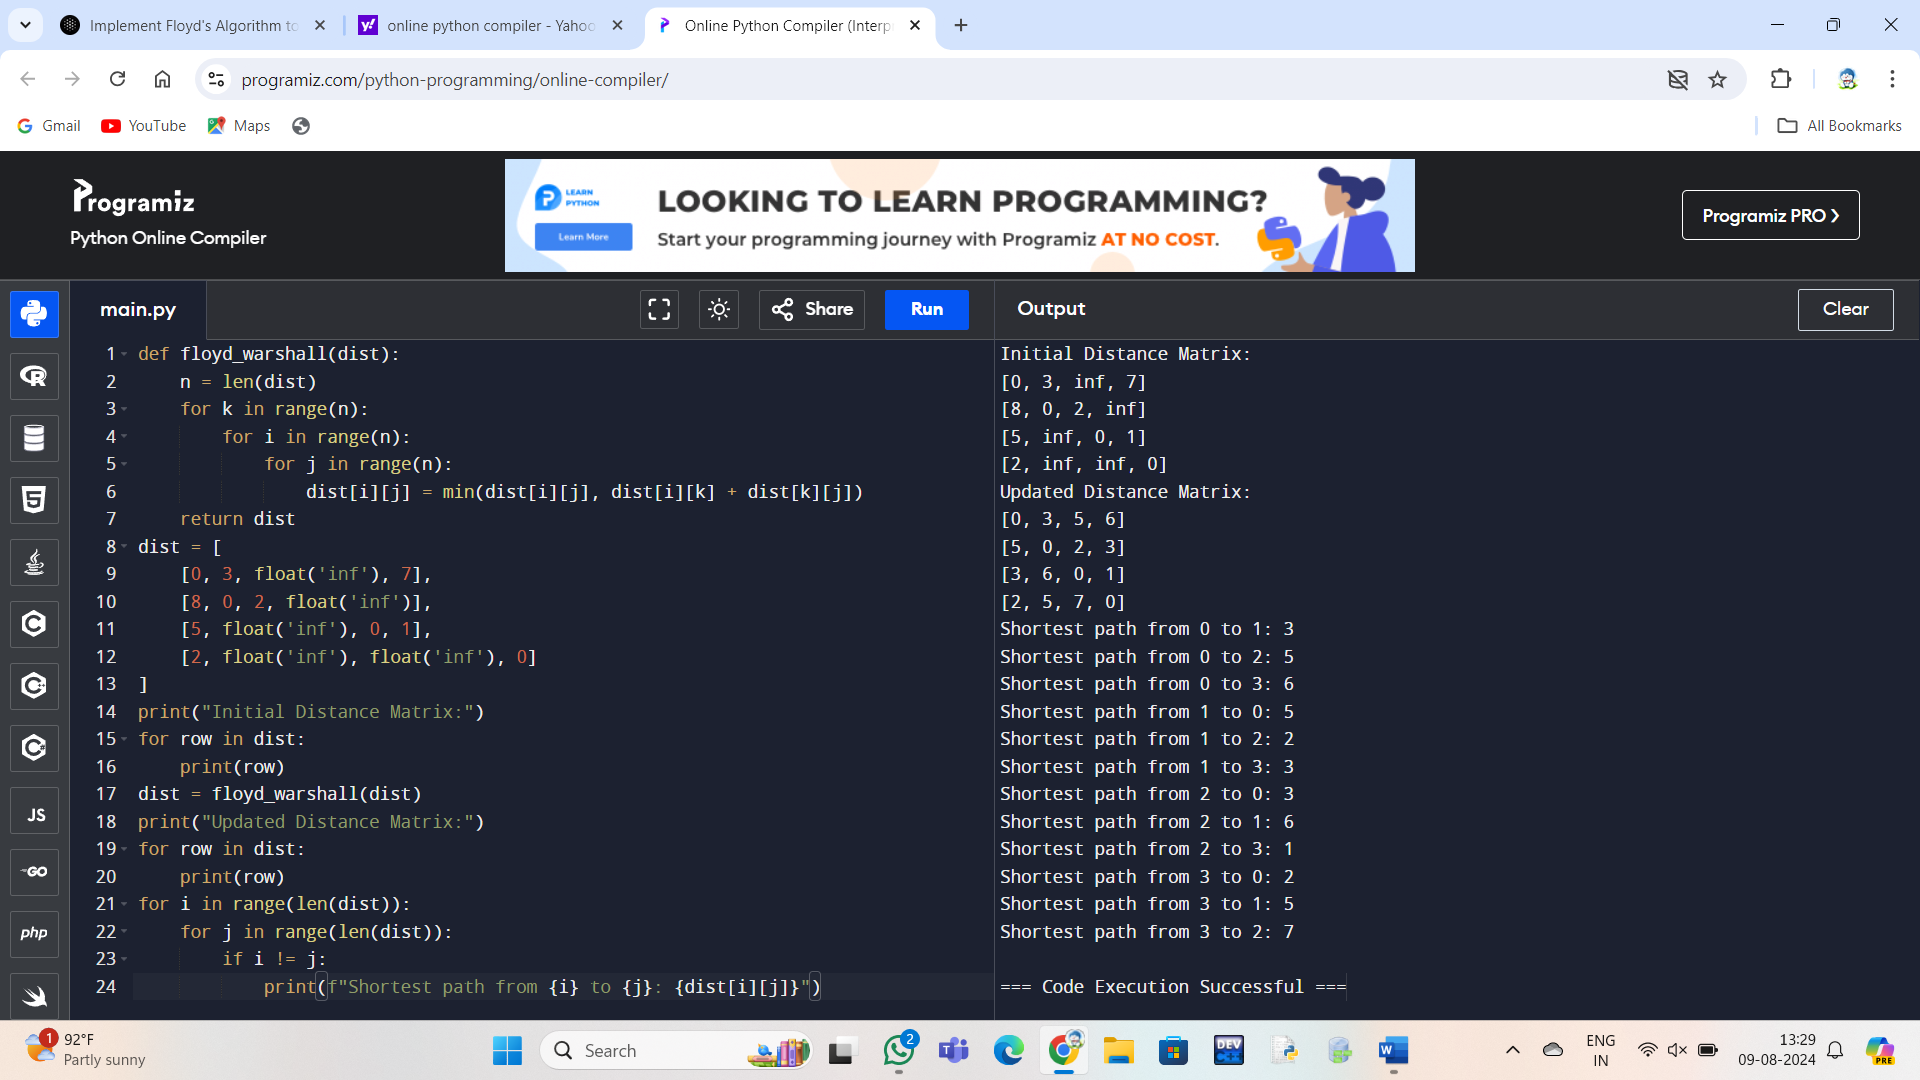 Implement Floyd's Algorithm to
online python compiler - Yahoo
Online Python Compiler (Interp
programiz.com/python-programming/online-compiler/
Gmail
YouTube
Maps
All Bookmarks
Programiz
Python Online Compiler
LEARN
PYTHON
Learn More
LOOKING TO LEARN PROGRAMMING?
Start your programming journey with Programiz AT NO COST.
Programiz PRO ❯
main.py
Share
Run
Output
Clear
1 def floyd_warshall(dist):
2     n = len(dist)
3     for k in range(n):
4         for i in range(n):
5             for j in range(n):
6                 dist[i][j] = min(dist[i][j], dist[i][k] + dist[k][j])
7     return dist
8 dist = [
9     [0, 3, float('inf'), 7],
10     [8, 0, 2, float('inf')],
11     [5, float('inf'), 0, 1],
12     [2, float('inf'), float('inf'), 0]
13 ]
14 print("Initial Distance Matrix:")
15 for row in dist:
16     print(row)
17 dist = floyd_warshall(dist)
18 print("Updated Distance Matrix:")
19 for row in dist:
20     print(row)
21 for i in range(len(dist)):
22     for j in range(len(dist)):
23         if i != j:
24             print(f"Shortest path from {i} to {j}: {dist[i][j]}")
Initial Distance Matrix:
[0, 3, inf, 7]
[8, 0, 2, inf]
[5, inf, 0, 1]
[2, inf, inf, 0]
Updated Distance Matrix:
[0, 3, 5, 6]
[5, 0, 2, 3]
[3, 6, 0, 1]
[2, 5, 7, 0]
Shortest path from 0 to 1: 3
Shortest path from 0 to 2: 5
Shortest path from 0 to 3: 6
Shortest path from 1 to 0: 5
Shortest path from 1 to 2: 2
Shortest path from 1 to 3: 3
Shortest path from 2 to 0: 3
Shortest path from 2 to 1: 6
Shortest path from 2 to 3: 1
Shortest path from 3 to 0: 2
Shortest path from 3 to 1: 5
Shortest path from 3 to 2: 7
=== Code Execution Successful ===
JS
GO
php
1
92°F
Partly sunny
Search
2
DEV
ENG
IN
13:29
09-08-2024
PRE